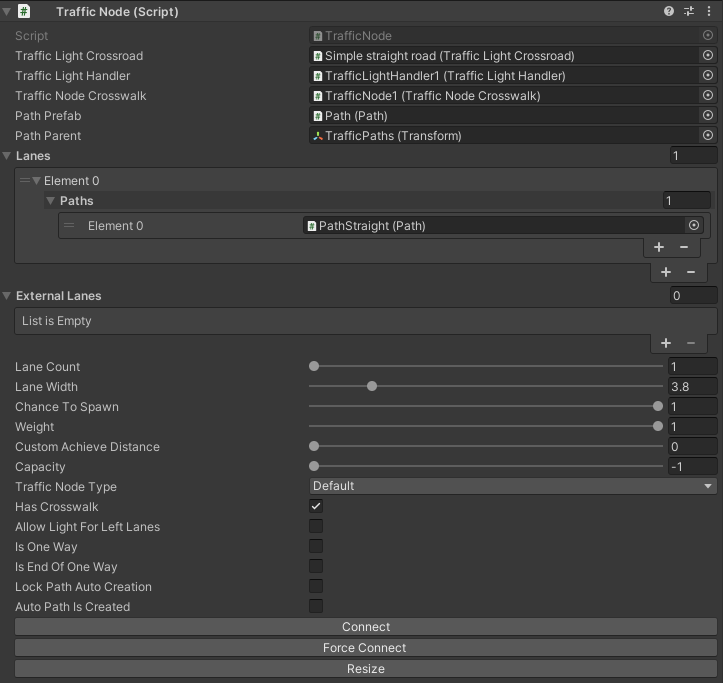 Traffic Node (Script)
Script TrafficNode
Traffic Light Crossroad Simple straight road (Traffic Light Crossroad)
Traffic Light Handler TrafficLightHandler1 (Traffic Light Handler)
Traffic Node Crosswalk TrafficNode1 (Traffic Node Crosswalk)
Path Prefab Path (Path)
Path Parent TrafficPaths (Transform)
Lanes 1
Element 0
Paths 1
Element 0 PathStraight (Path)
+ −
+ −
External Lanes 0
List is Empty
+ −
Lane Count 1
Lane Width 3.8
Chance To Spawn 1
Weight 1
Custom Achieve Distance 0
Capacity -1
Traffic Node Type Default
Has Crosswalk
Allow Light For Left Lanes
Is One Way
Is End Of One Way
Lock Path Auto Creation
Auto Path Is Created
Connect
Force Connect
Resize